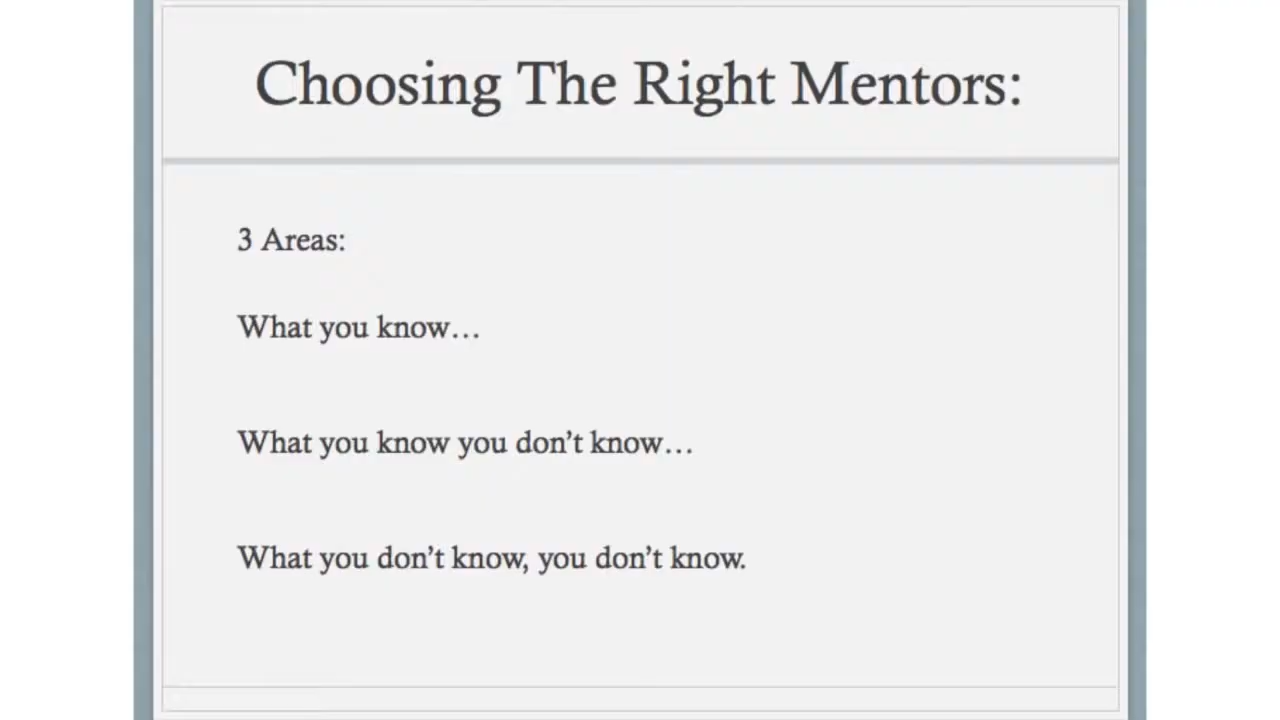 Choosing The Right Mentors:
3 Areas:
What you know…
What you know you don’t know…
What you don’t know, you don’t know.